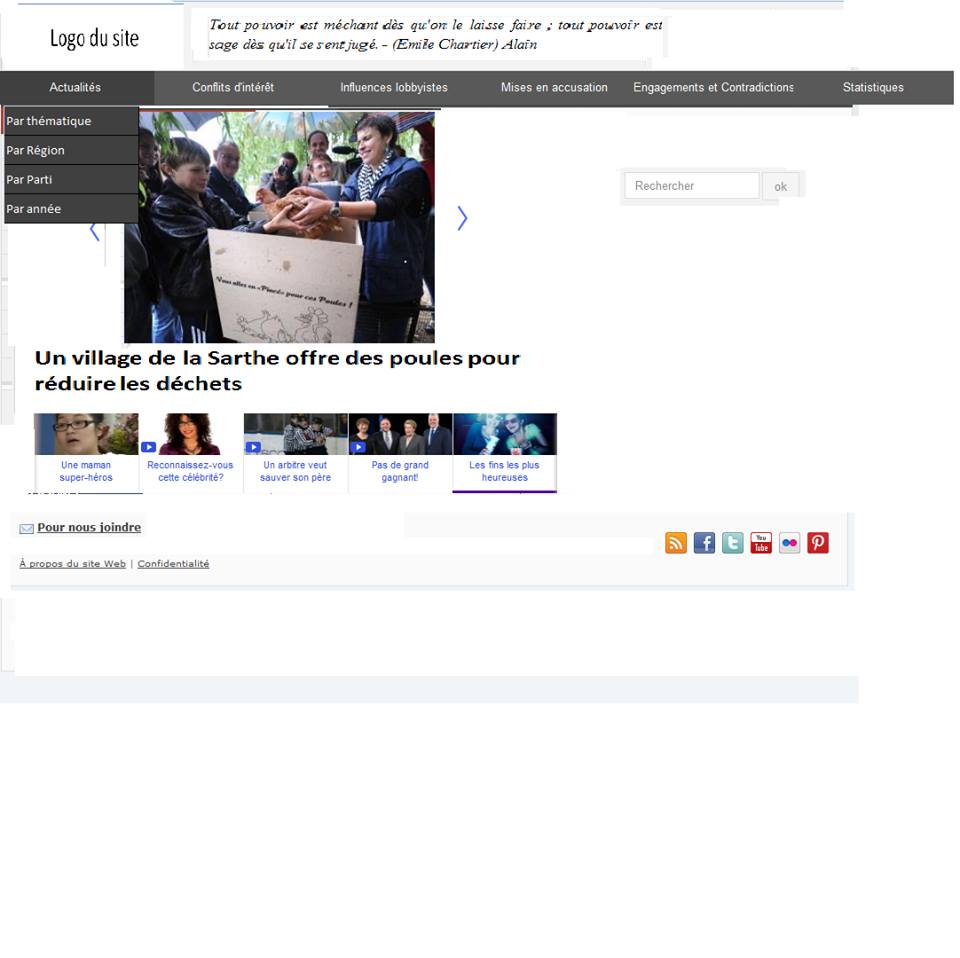 Logo du site
Tout pouvoir est méchant dès qu'on le laisse faire ; tout pouvoir est
sage dès qu'il se sent jugé. - (Emile Chartier) Alain
Actualités
Conflits d'intérêt
Influences lobbyistes
Mises en accusation
Engagements et Contradictions
Statistiques
Par thématique
Par Région
Par Parti
Par année
Rechercher
ok
Vous allez en «Pincé» pour ces Poules !
Un village de la Sarthe offre des poules pour
réduire les déchets
Une maman
super-héros
Reconnaissez-vous
cette célébrité?
Un arbitre veut
sauver son père
Pas de grand
gagnant!
Les fins les plus
heureuses
Pour nous joindre
You
Tube
À propos du site Web | Confidentialité